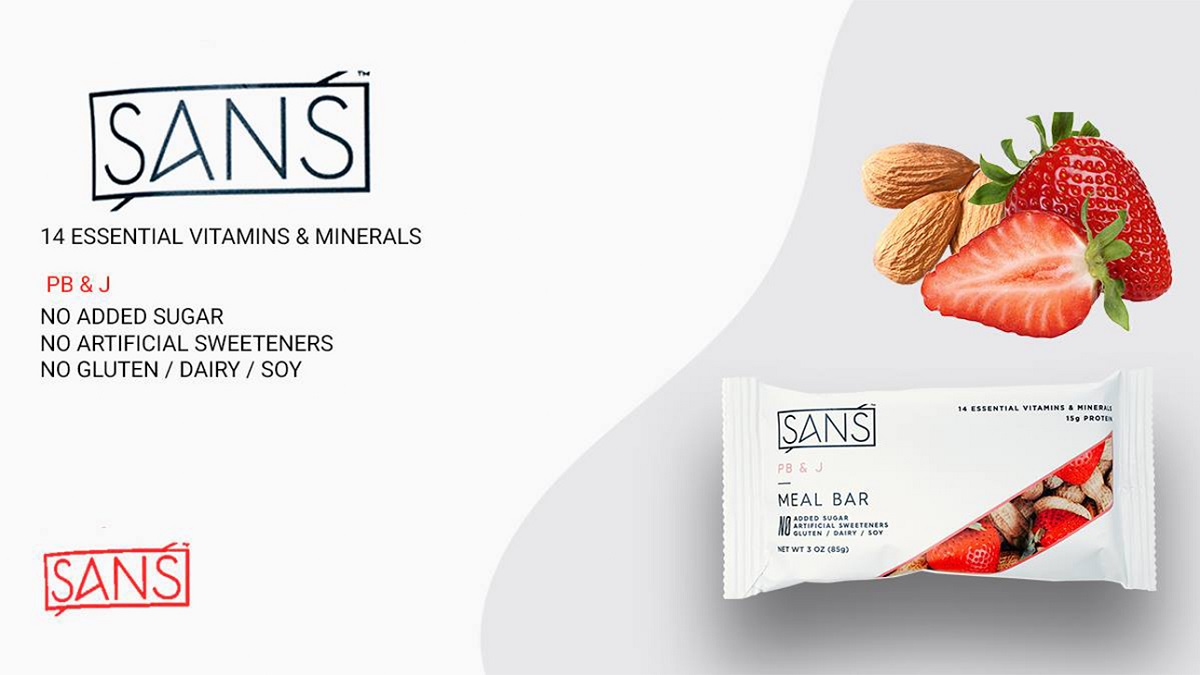 SANS™
14 ESSENTIAL VITAMINS & MINERALS
PB & J
NO ADDED SUGAR
NO ARTIFICIAL SWEETENERS
NO GLUTEN / DAIRY / SOY
SANS
SANS™
14 ESSENTIAL VITAMINS & MINERALS
15g PROTEIN
PB & J
MEAL BAR
NO ADDED SUGAR
ARTIFICIAL SWEETENERS
GLUTEN / DAIRY / SOY
NET WT 3 OZ (85g)